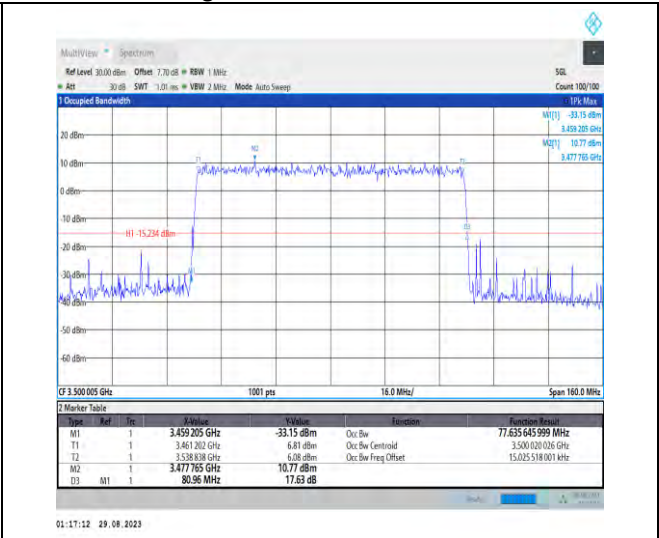 MultiView Spectrum
Ref Level 30.00 dBm Offset 7.70 dB RBW 1 MHz SGL
Att 30 dB SWT 1.01 ms VBW 2 MHz Mode Auto Sweep Count 100/100
1 Occupied Bandwidth 1Pk Max
M1[1] -33.15 dBm
3.459 205 GHz
M2[1] 10.77 dBm
3.477 765 GHz
20 dBm
M2
10 dBm
T1
T2
0 dBm
-10 dBm
H1 -15.234 dBm
D3
-20 dBm
-30 dBm
M1
-40 dBm
-50 dBm
-60 dBm
CF 3.500 005 GHz 1001 pts 16.0 MHz/ Span 160.0 MHz
2 Marker Table
Type Ref Trc X-Value Y-Value Function Function Result
M1 1 3.459 205 GHz -33.15 dBm Occ Bw 77.635 645 999 MHz
T1 1 3.461 202 GHz 6.81 dBm Occ Bw Centroid 3.500 020 026 GHz
T2 1 3.538 838 GHz 6.08 dBm Occ Bw Freq Offset 15.025 518 001 kHz
M2 1 3.477 765 GHz 10.77 dBm
D3 M1 1 80.96 MHz 17.63 dB
01:17:12 29.08.2023